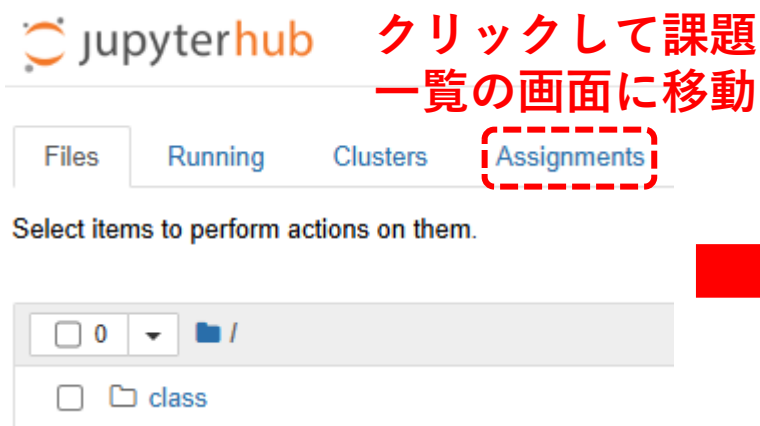 jupyterhub
クリックして課題
一覧の画面に移動
Files Running Clusters Assignments
Select items to perform actions on them.
0 /
class